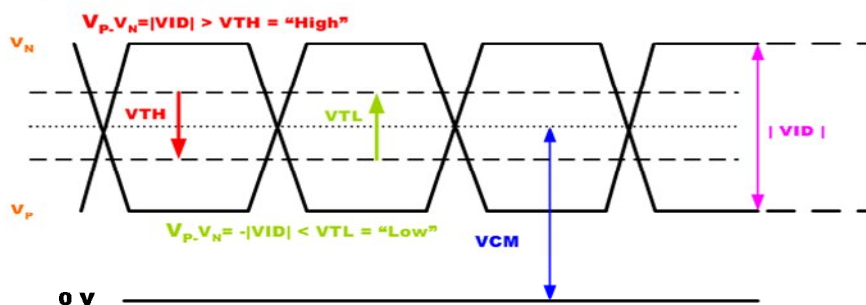 VP-VN=|VID| > VTH = “High”
VN
VTH
VTL
| VID |
VP
VP-VN= -|VID| < VTL = “Low”
VCM
0 V